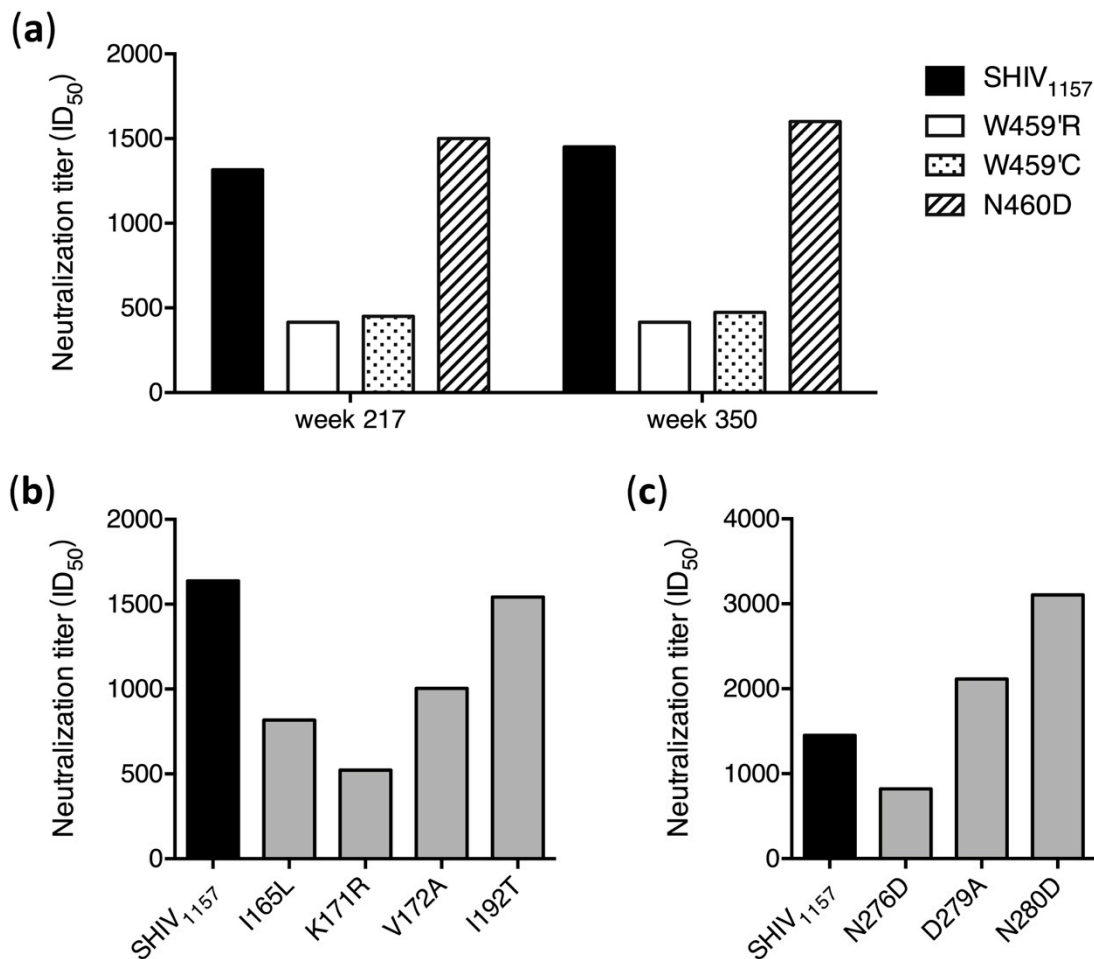 (a)
Neutralization titer (ID50)
2000
1500
1000
500
0
week 217
week 350
SHIV1157
W459'R
W459'C
N460D
(b)
Neutralization titer (ID50)
2000
1500
1000
500
0
SHIV1157
I165L
K171R
V172A
I192T
(c)
Neutralization titer (ID50)
4000
3000
2000
1000
0
SHIV1157
N276D
D279A
N280D